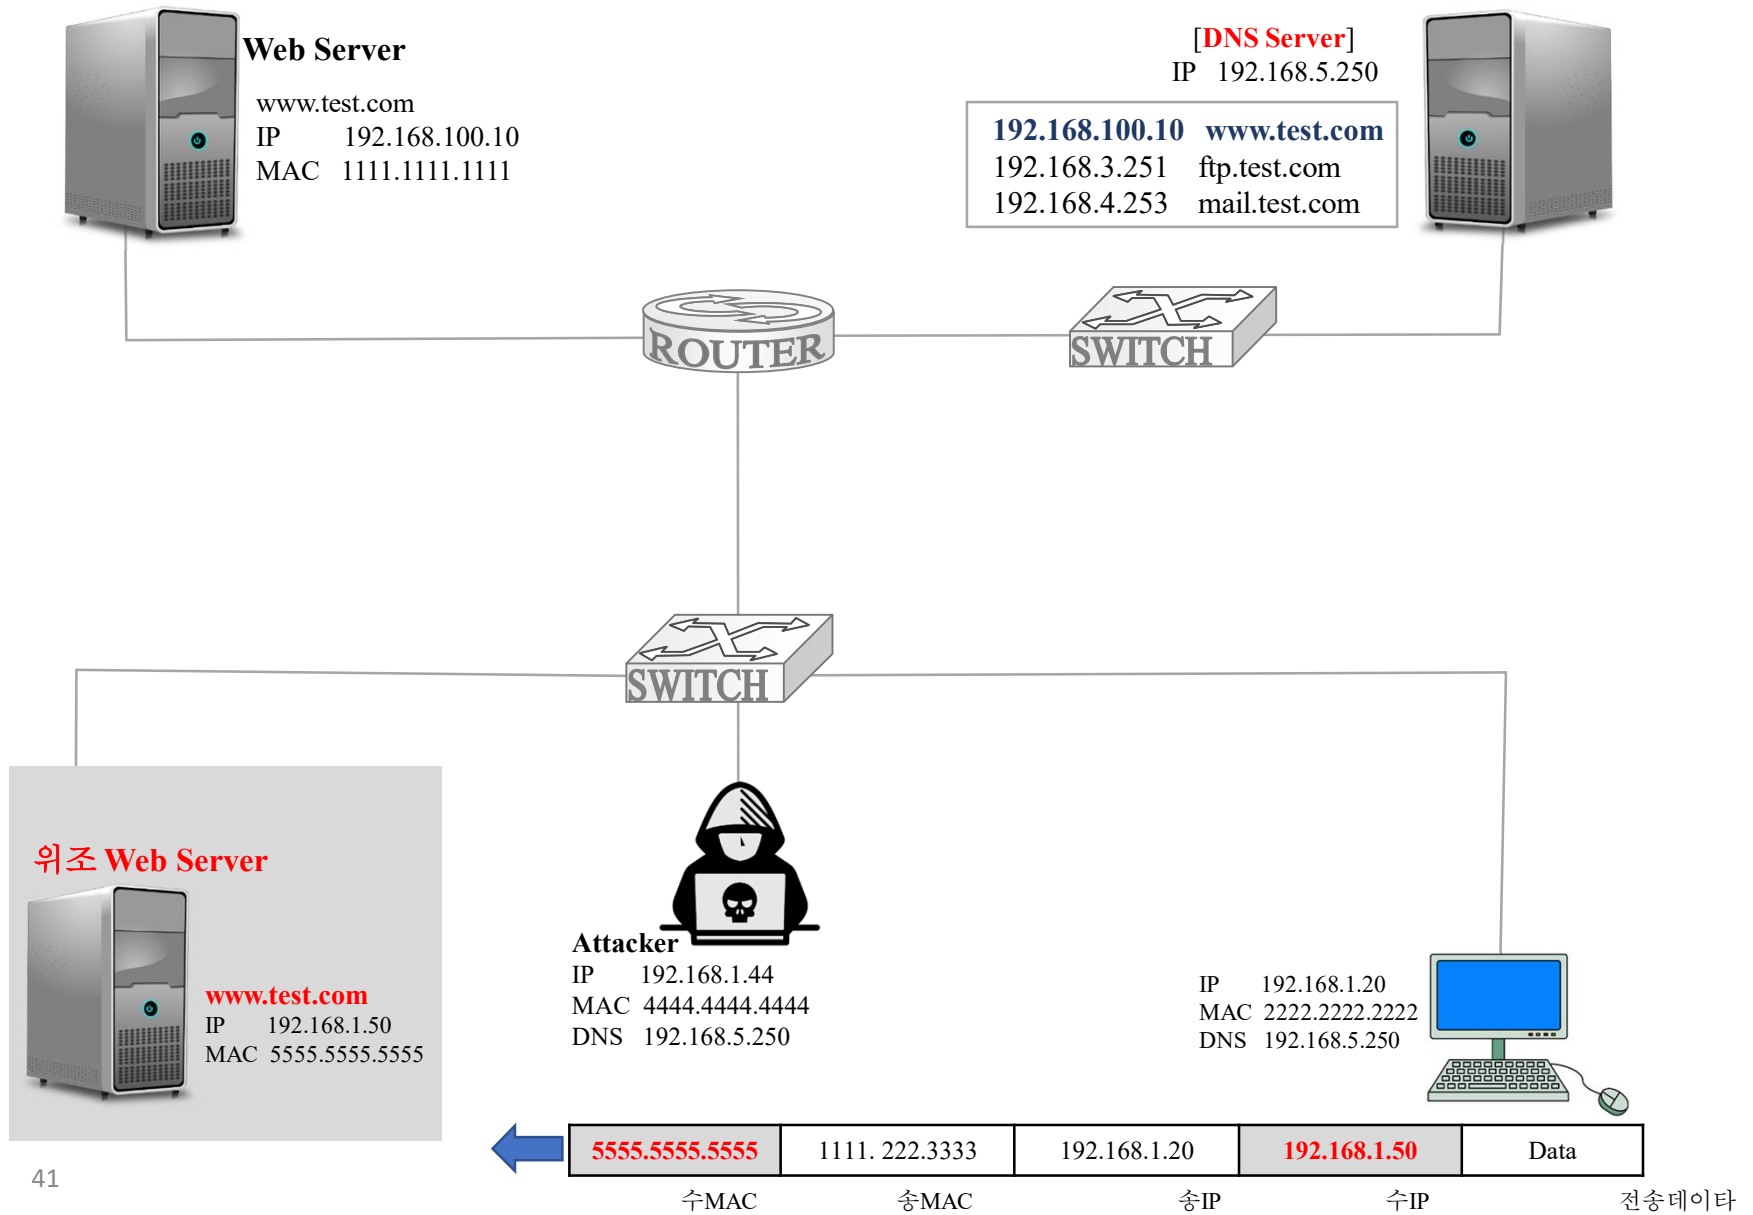 Web Server
www.test.com
IP 192.168.100.10
MAC 1111.1111.1111
[DNS Server]
IP 192.168.5.250
192.168.100.10 www.test.com
192.168.3.251 ftp.test.com
192.168.4.253 mail.test.com
ROUTER
SWITCH
SWITCH
위조 Web Server
www.test.com
IP 192.168.1.50
MAC 5555.5555.5555
Attacker
IP 192.168.1.44
MAC 4444.4444.4444
DNS 192.168.5.250
IP 192.168.1.20
MAC 2222.2222.2222
DNS 192.168.5.250
5555.5555.5555 1111. 222.3333 192.168.1.20 192.168.1.50 Data
수MAC 송MAC 송IP 수IP 전송데이타
41